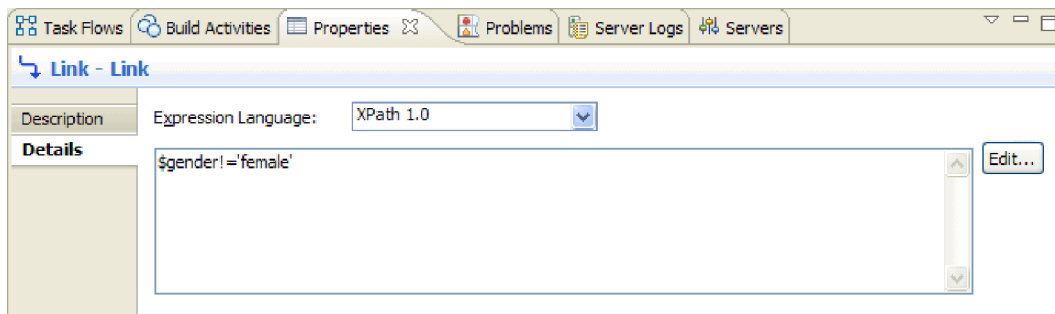 Task Flows Build Activities Properties Problems Server Logs Servers
Link - Link
Description
Expression Language: XPath 1.0
Details
$gender!='female'
Edit...